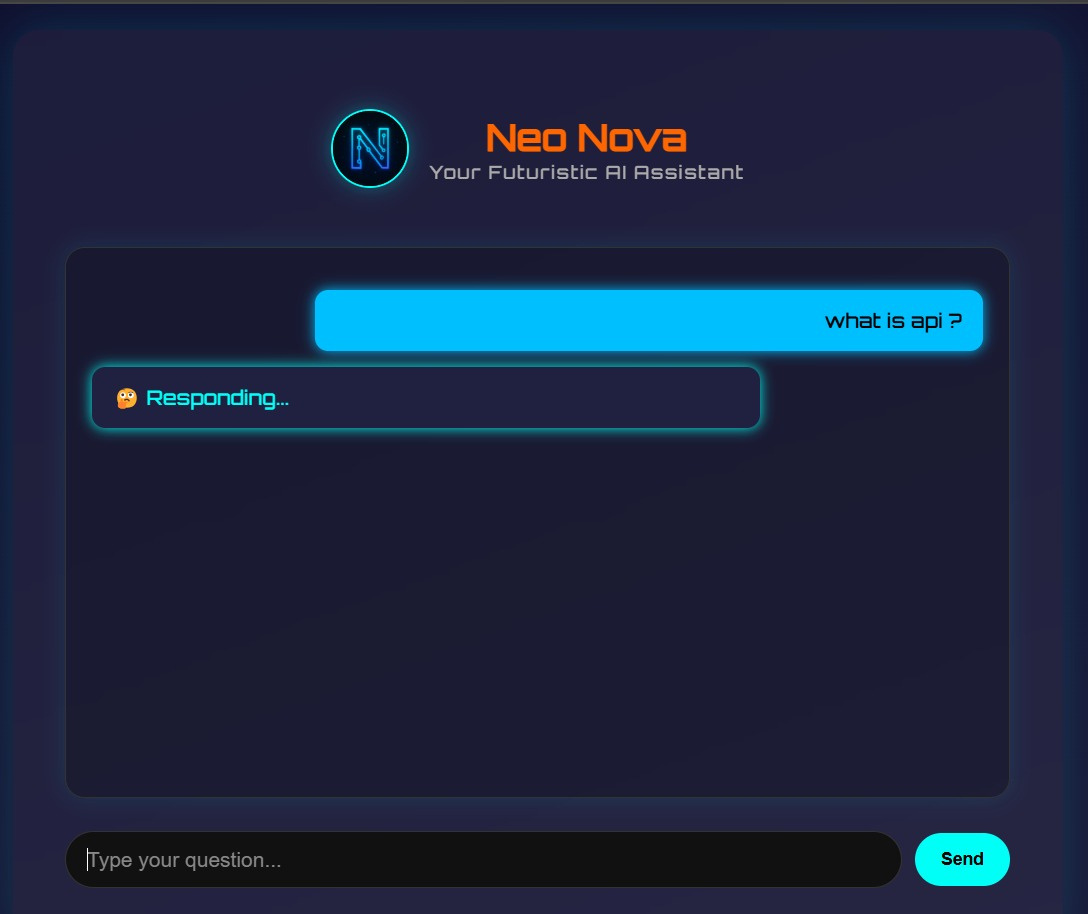 N
Neo Nova
Your Futuristic AI Assistant
what is api ?
🤔 Responding...
Type your question...
Send